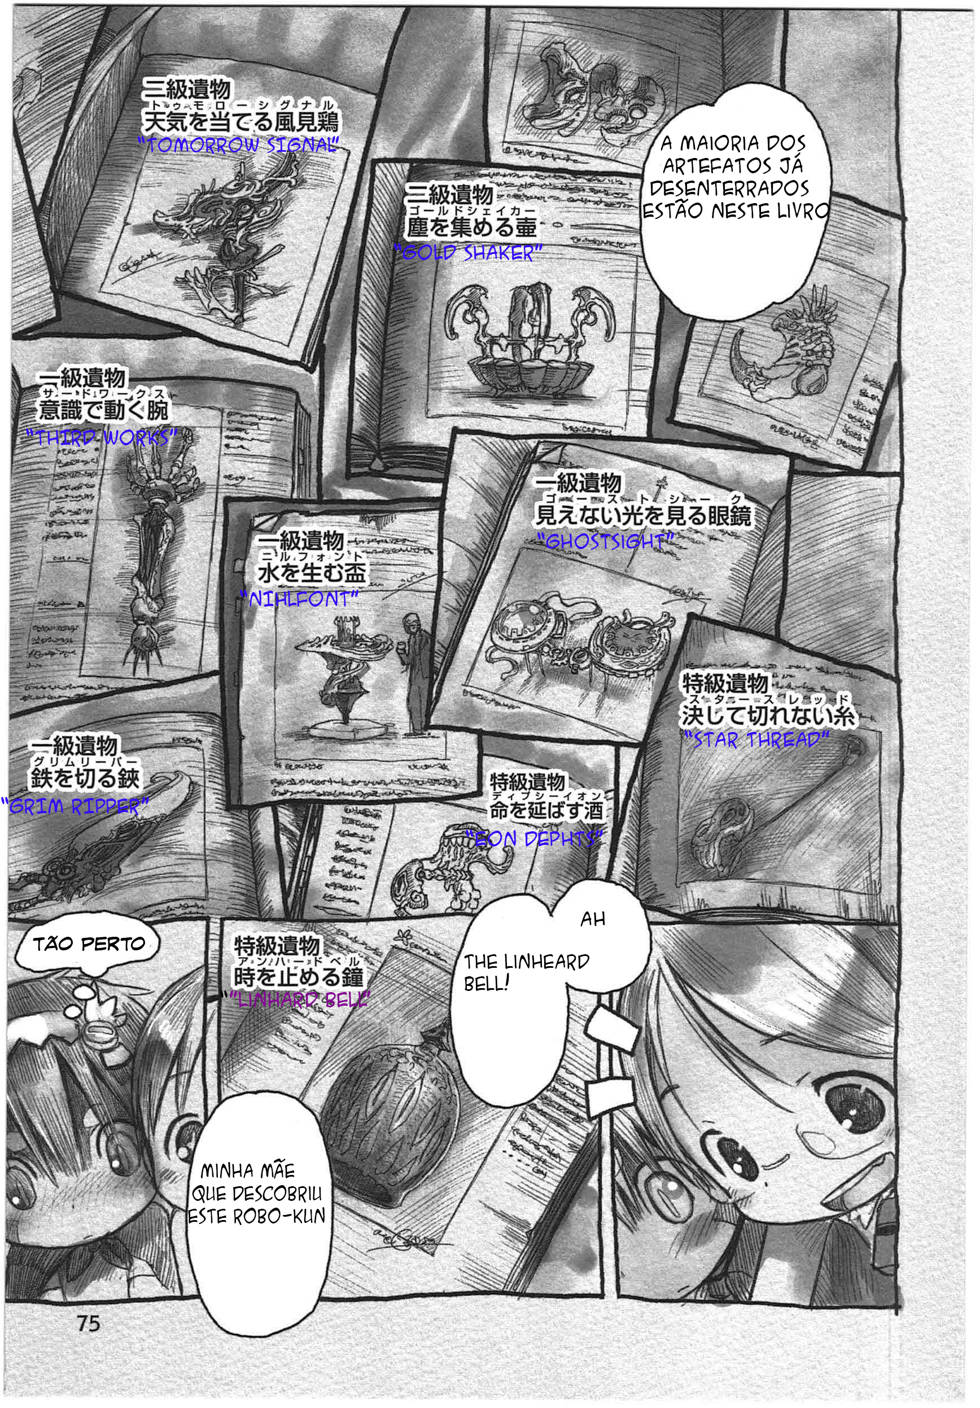 A MAIORIA DOS
ARTEFATOS JÁ
DESENTERRADOS
ESTÃO NESTE LIVRO
二級遺物
トゥモローシグナル
天気を当てる風見鶏
"TOMORROW SIGNAL"
二級遺物
ゴールドシェイカー
塵を集める壷
"GOLD SHAKER"
一級遺物
サードワークス
意識で動く腕
"THIRD WORKS"
一級遺物
ゴーストシーク
見えない光を見る眼鏡
"GHOSTSIGHT"
一級遺物
ニルフォント
水を生む盃
"NIHLFONT"
特級遺物
スタースレッド
決して切れない糸
"STAR THREAD"
一級遺物
グリムリーパー
鉄を切る鋏
"GRIM RIPPER"
特級遺物
ディプシーイオン
命を延ばす酒
"EON DEPHTS"
AH
THE LINHEARD
BELL!
特級遺物
アンハードベル
時を止める鐘
"LINHARD BELL"
TÃO PERTO
MINHA MÃE
QUE DESCOBRIU
ESTE ROBO-KUN
75